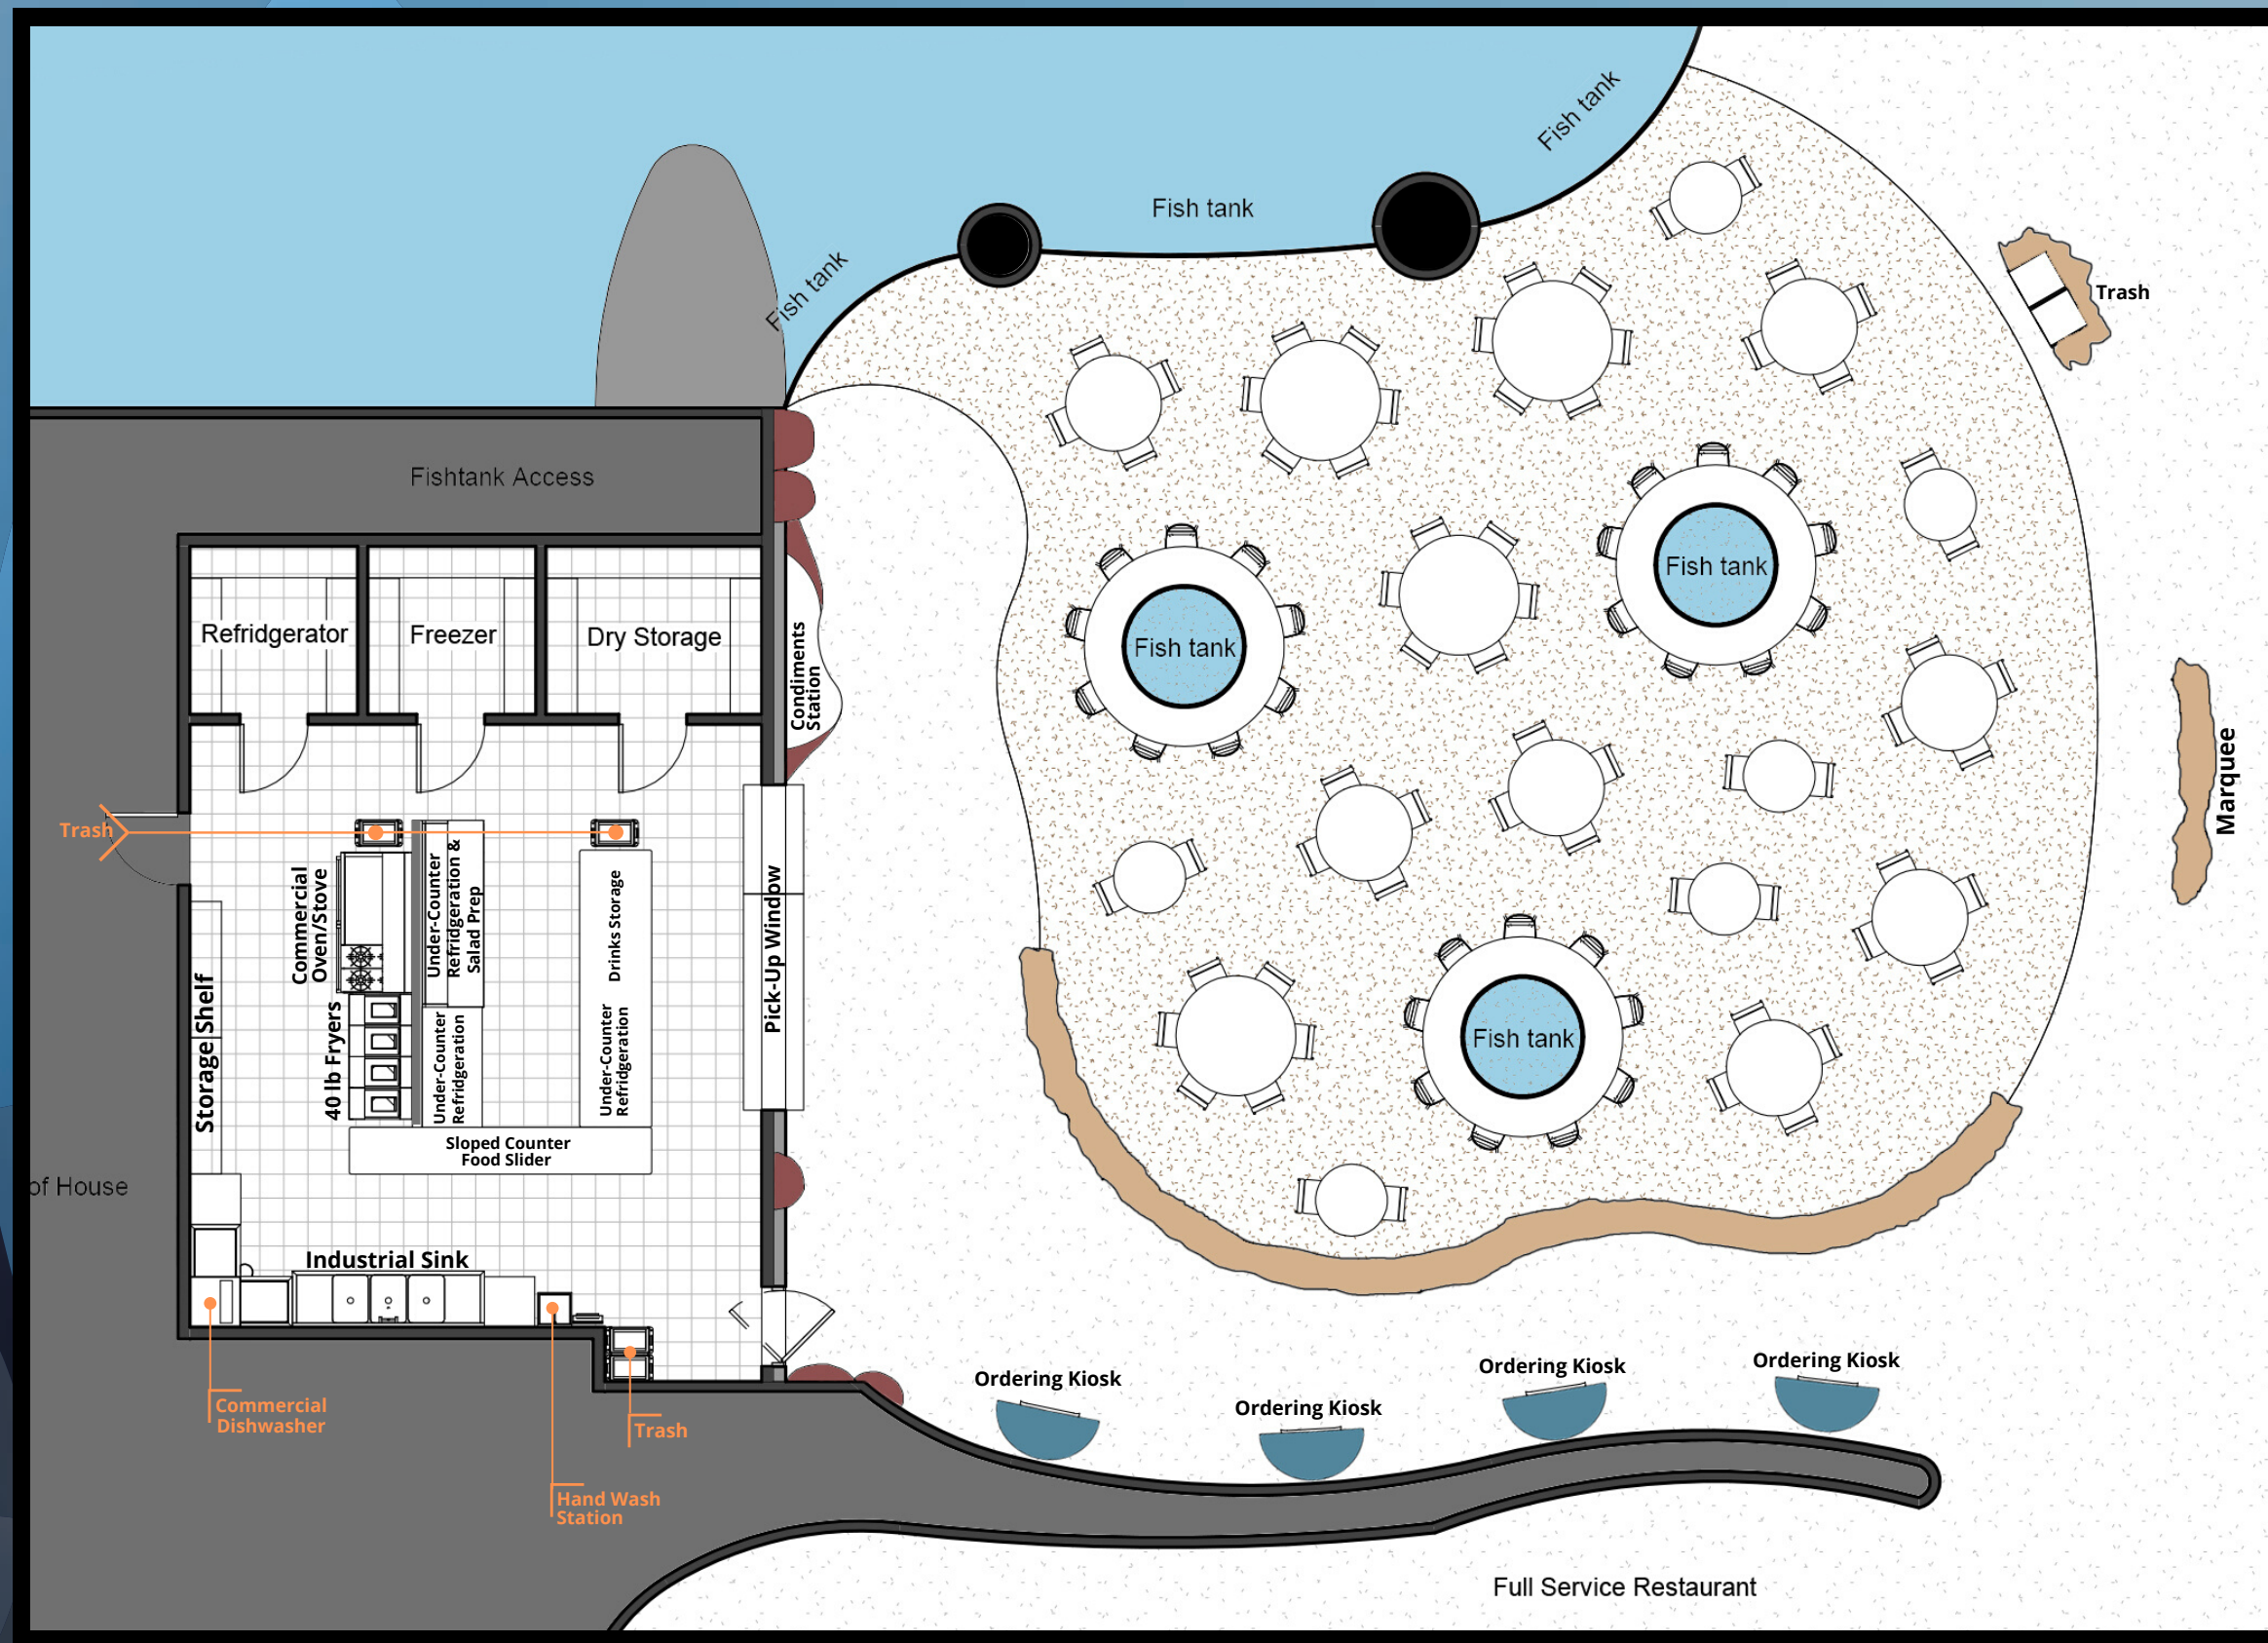 Fish tank
Fish tank
Fish tank
Trash
Fishtank Access
Fish tank
Refridgerator
Freezer
Dry Storage
Condiments
Station
Fish tank
Marquee
Trash
Commercial
Oven/Stove
Under-Counter
Refrigeration &
Salad Prep
Drinks Storage
Pick-Up Window
Storage Shelf
40 lb Fryers
Under-Counter
Refridgeration
Under-Counter
Refridgeration
Fish tank
Sloped Counter
Food Slider
of House
Industrial Sink
Ordering Kiosk
Ordering Kiosk
Ordering Kiosk
Ordering Kiosk
Commercial
Dishwasher
Trash
Hand Wash
Station
Full Service Restaurant